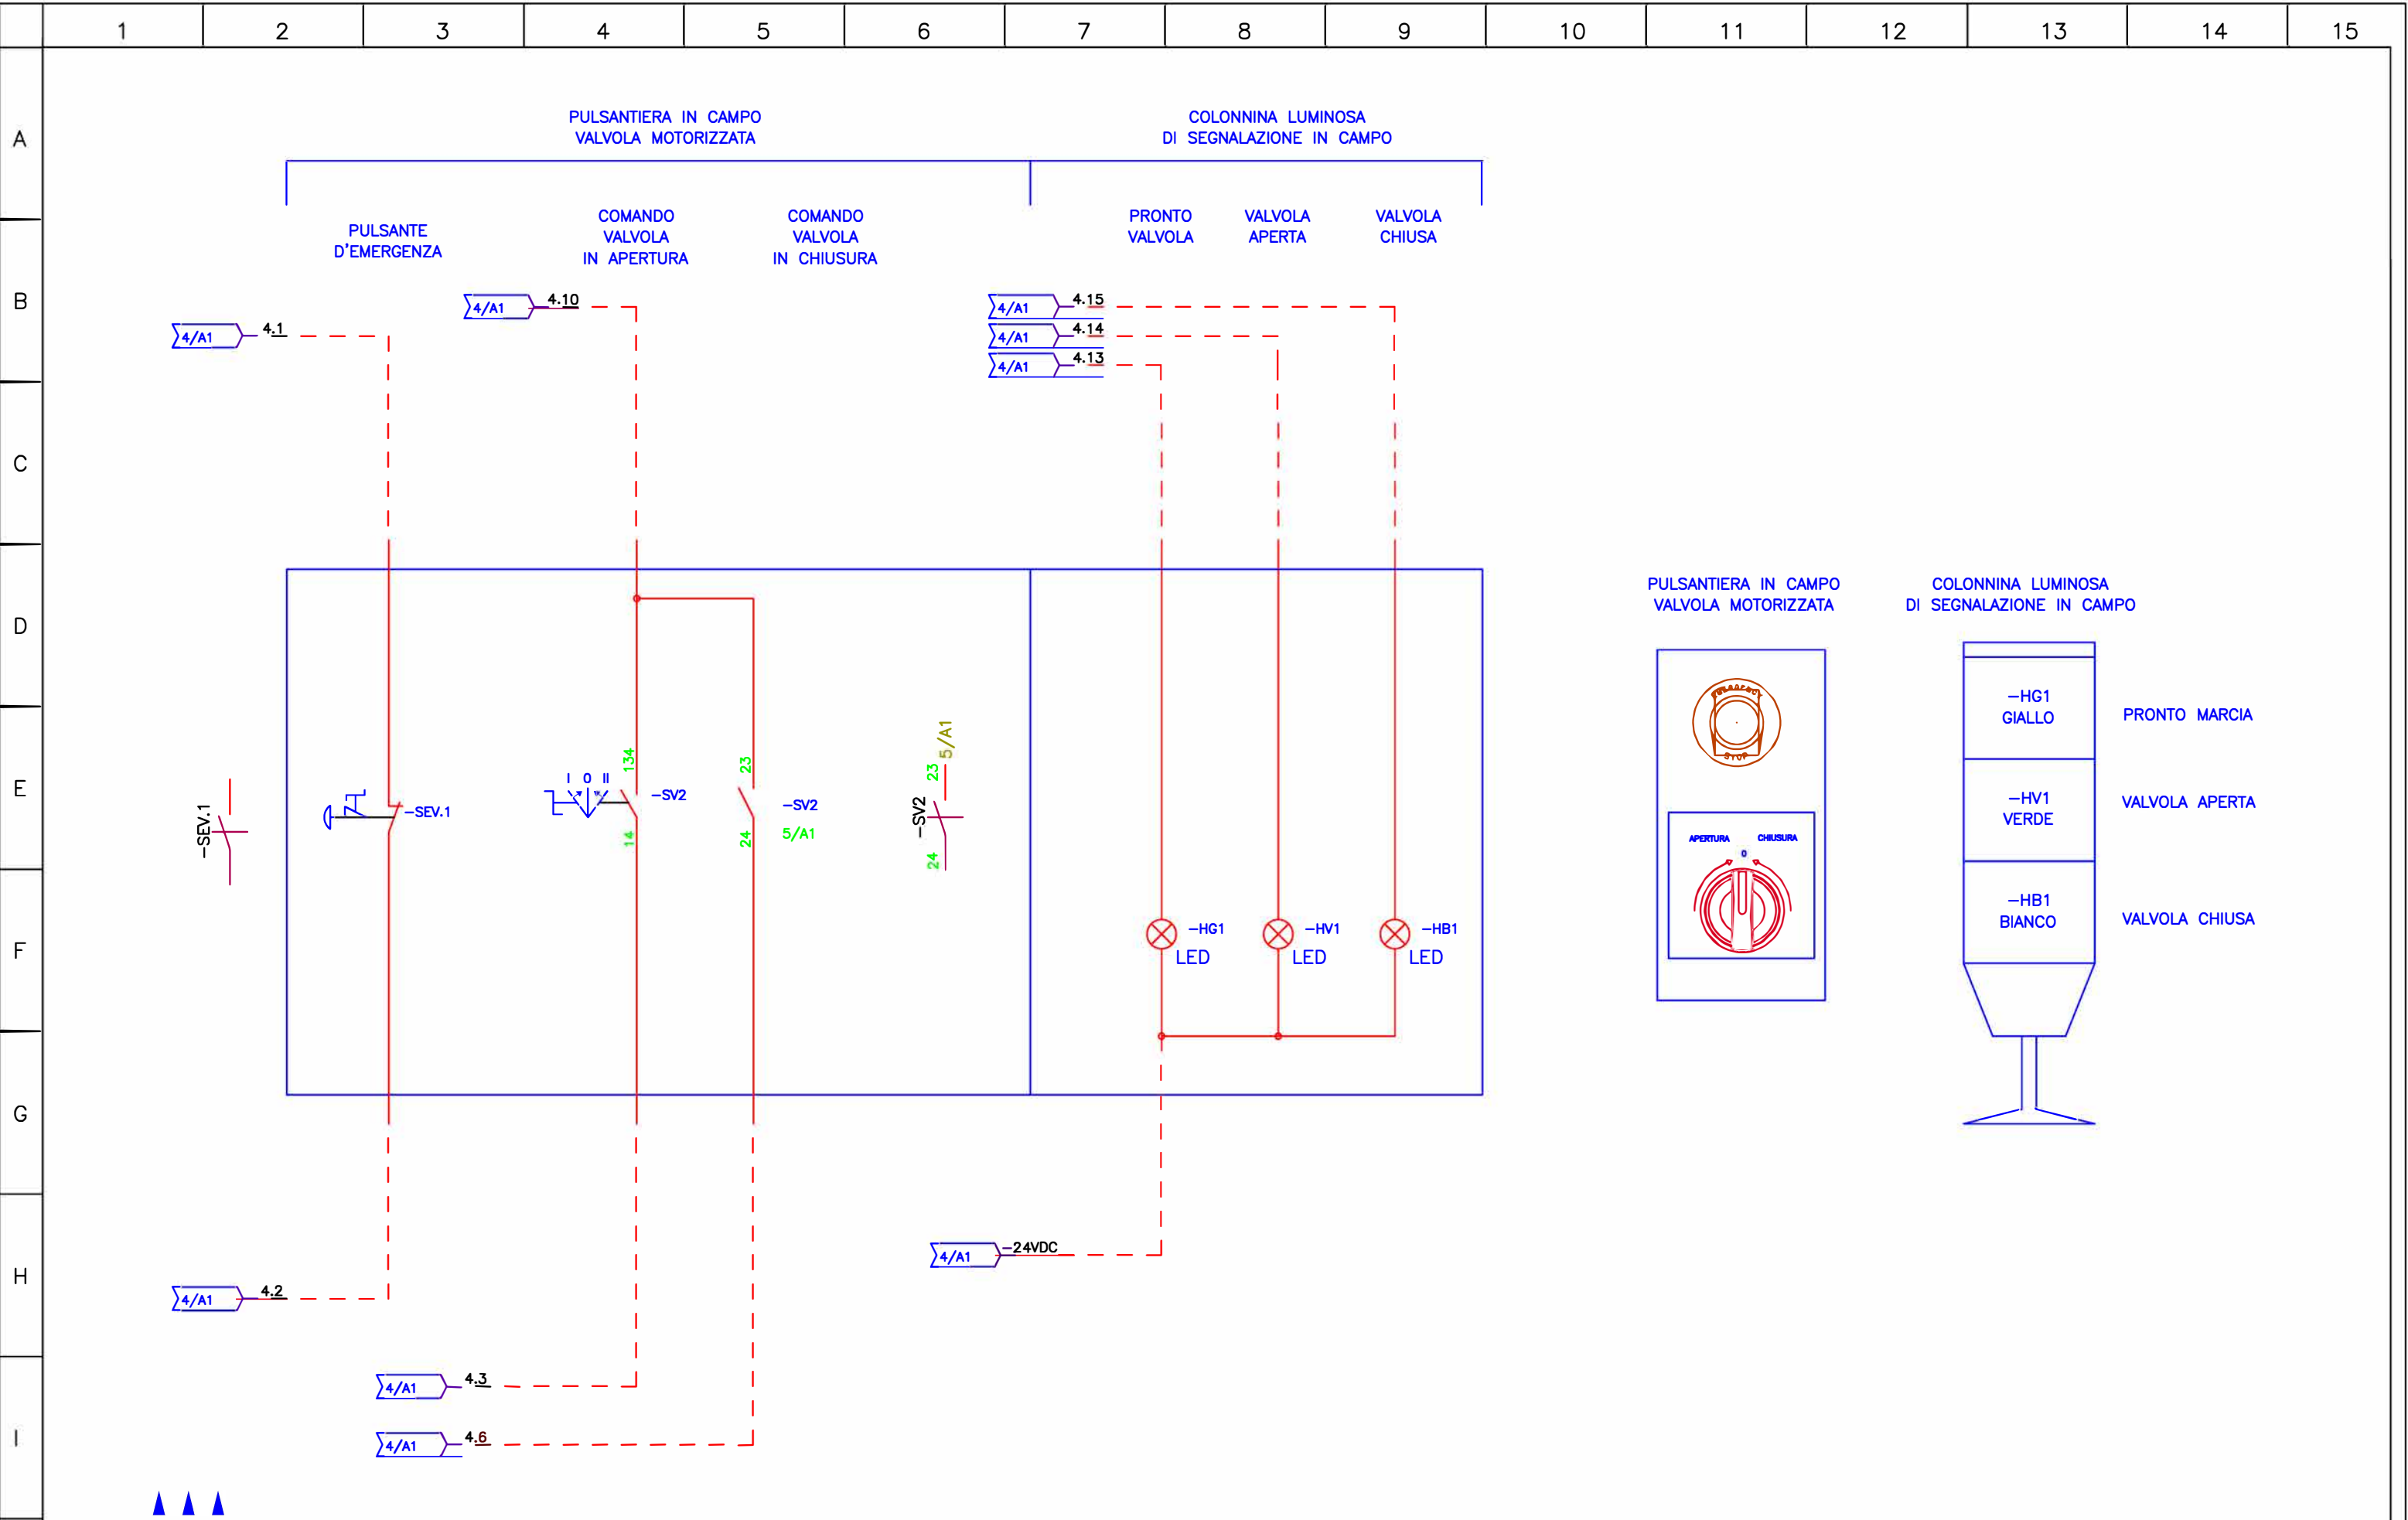 1 2 3 4 5 6 7 8 9 10 11 12 13 14 15
A
B
C
D
E
F
G
H
I
PULSANTIERA IN CAMPO
VALVOLA MOTORIZZATA
COLONNINA LUMINOSA
DI SEGNALAZIONE IN CAMPO
PULSANTE
D'EMERGENZA
COMANDO
VALVOLA
IN APERTURA
COMANDO
VALVOLA
IN CHIUSURA
PRONTO
VALVOLA
VALVOLA
APERTA
VALVOLA
CHIUSA
4/A1 4.1
4/A1 4.10
4/A1 4.15
4/A1 4.14
4/A1 4.13
-SEV.1
-SEV.1
I 0 II
134
-SV2
14
23
-SV2
5/A1
24
5/A1
23
-SV2
24
-HG1
LED
-HV1
LED
-HB1
LED
4/A1 -24VDC
4/A1 4.2
4/A1 4.3
4/A1 4.6
PULSANTIERA IN CAMPO
VALVOLA MOTORIZZATA
EMERGENCY
STOP
APERTURA CHIUSURA
0
COLONNINA LUMINOSA
DI SEGNALAZIONE IN CAMPO
-HG1
GIALLO
PRONTO MARCIA
-HV1
VERDE
VALVOLA APERTA
-HB1
BIANCO
VALVOLA CHIUSA